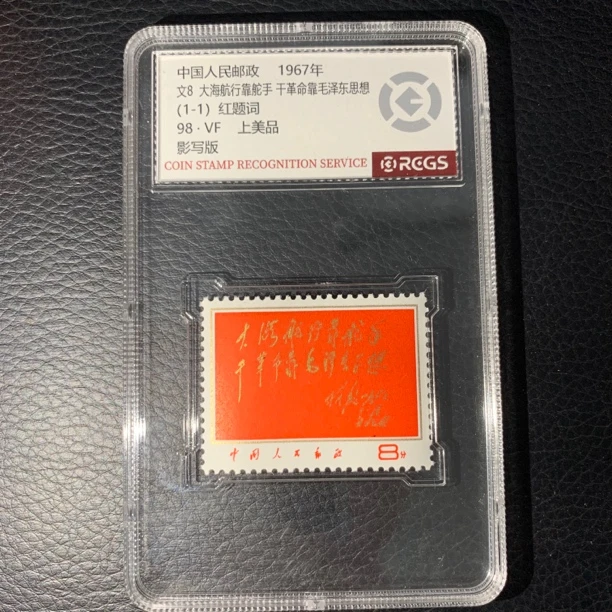 中国人民邮政 1967年
文8 大海航行靠舵手 干革命靠毛泽东思想
(1-1) 红题词
98 · VF 上美品
影写版
COIN STAMP RECOGNITION SERVICE RCGS
大海航行靠舵手
干革命靠毛泽东思想
中国人民邮政 8分